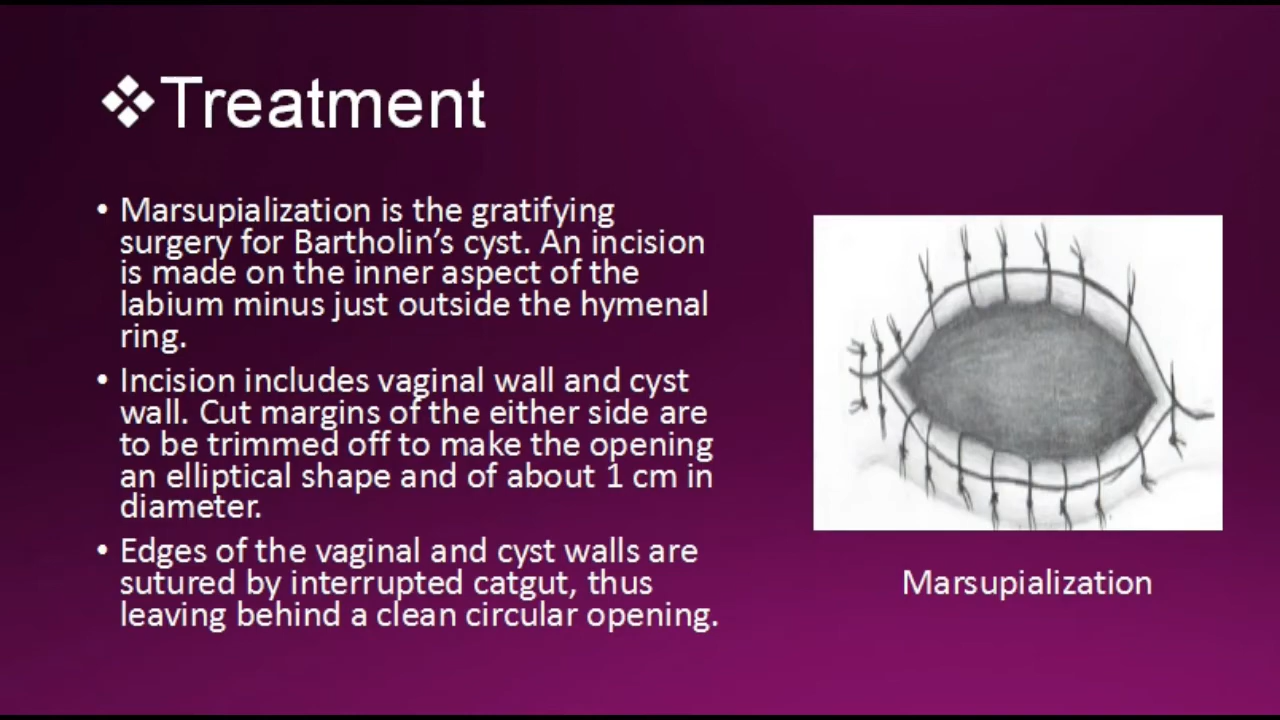 ❖Treatment
• Marsupialization is the gratifying
surgery for Bartholin’s cyst. An incision
is made on the inner aspect of the
labium minus just outside the hymenal
ring.
• Incision includes vaginal wall and cyst
wall. Cut margins of the either side are
to be trimmed off to make the opening
an elliptical shape and of about 1 cm in
diameter.
• Edges of the vaginal and cyst walls are
sutured by interrupted catgut, thus
leaving behind a clean circular opening.
Marsupialization